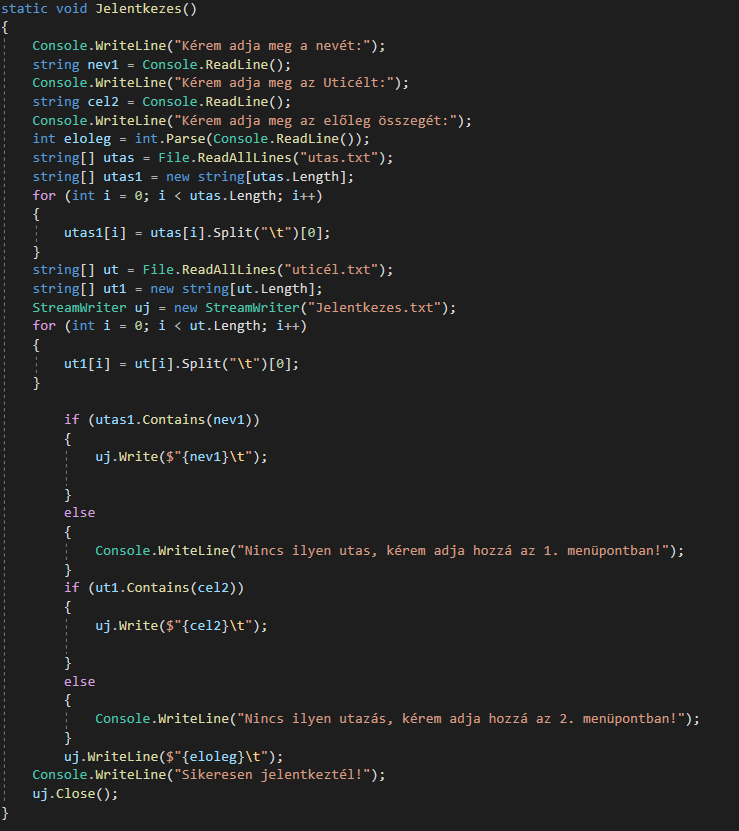 static void Jelentkezes()
{
    Console.WriteLine("Kérem adja meg a nevét:");
    string nev1 = Console.ReadLine();
    Console.WriteLine("Kérem adja meg az Uticélt:");
    string cel2 = Console.ReadLine();
    Console.WriteLine("Kérem adja meg az előleg összegét:");
    int eloleg = int.Parse(Console.ReadLine());
    string[] utas = File.ReadAllLines("utas.txt");
    string[] utas1 = new string[utas.Length];
    for (int i = 0; i < utas.Length; i++)
    {
        utas1[i] = utas[i].Split("\t")[0];
    }
    string[] ut = File.ReadAllLines("uticél.txt");
    string[] ut1 = new string[ut.Length];
    StreamWriter uj = new StreamWriter("Jelentkezes.txt");
    for (int i = 0; i < ut.Length; i++)
    {
        ut1[i] = ut[i].Split("\t")[0];
    }

        if (utas1.Contains(nev1))
        {
            uj.Write($"{nev1}\t");

        }
        else
        {
            Console.WriteLine("Nincs ilyen utas, kérem adja hozzá az 1. menüpontban!");
        }
        if (ut1.Contains(cel2))
        {
            uj.Write($"{cel2}\t");

        }
        else
        {
            Console.WriteLine("Nincs ilyen utazás, kérem adja hozzá az 2. menüpontban!");
        }
        uj.WriteLine($"{eloleg}\t");
    Console.WriteLine("Sikeresen jelentkeztél!");
    uj.Close();
}